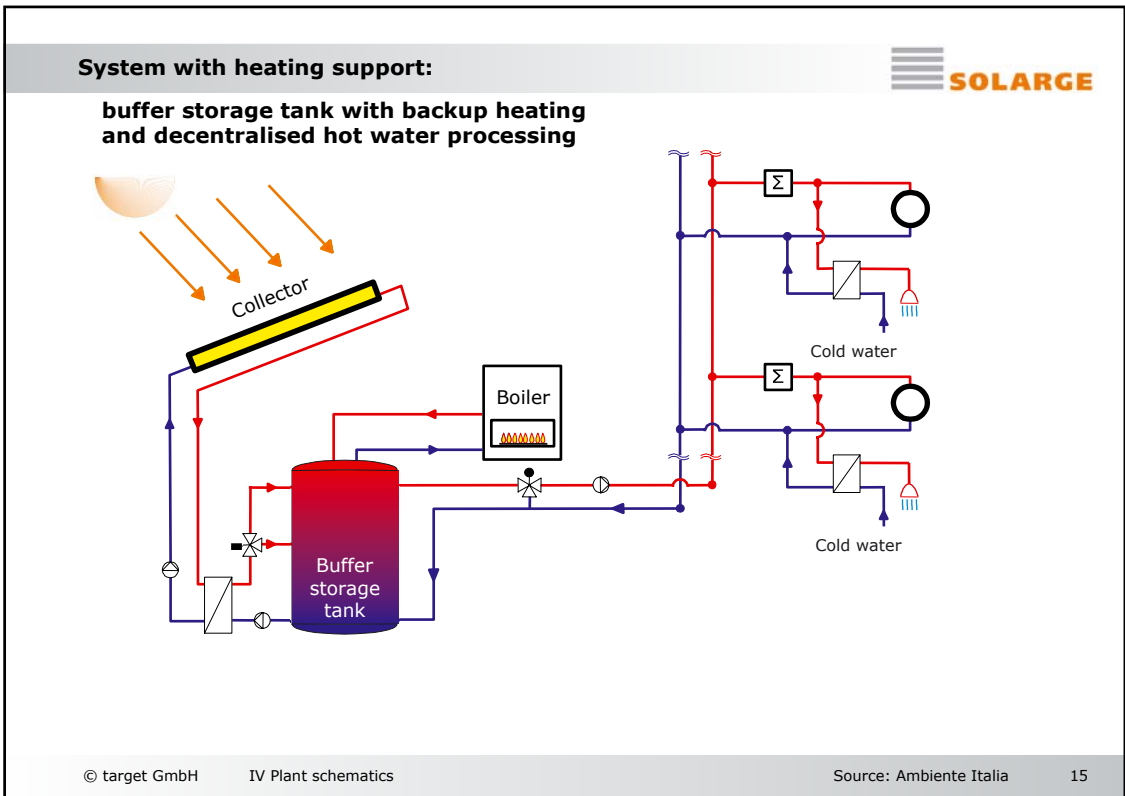 System with heating support:
SOLARGE
buffer storage tank with backup heating
and decentralised hot water processing
Collector
Σ
Cold water
Boiler
Σ
Cold water
Buffer
storage
tank
© target GmbH IV Plant schematics Source: Ambiente Italia 15